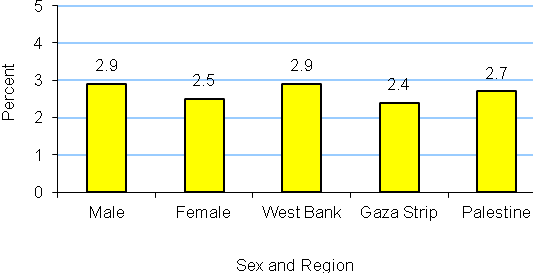 5
4
3
2
1
0
Percent
2.9
2.5
2.9
2.4
2.7
Male
Female
West Bank
Gaza Strip
Palestine
Sex and Region